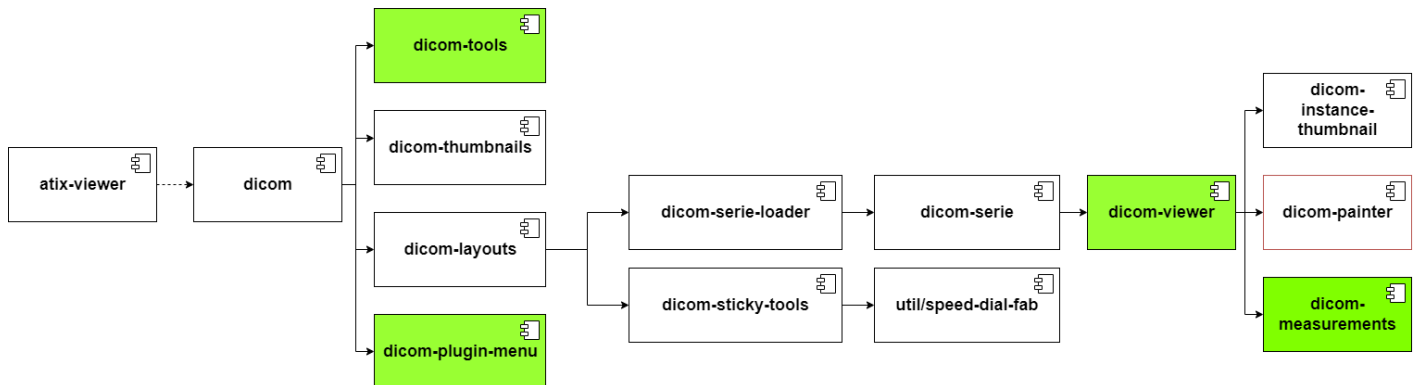 atix-viewer
dicom
dicom-tools
dicom-thumbnails
dicom-layouts
dicom-plugin-menu
dicom-serie-loader
dicom-sticky-tools
dicom-serie
util/speed-dial-fab
dicom-viewer
dicom-
instance-
thumbnail
dicom-painter
dicom-
measurements